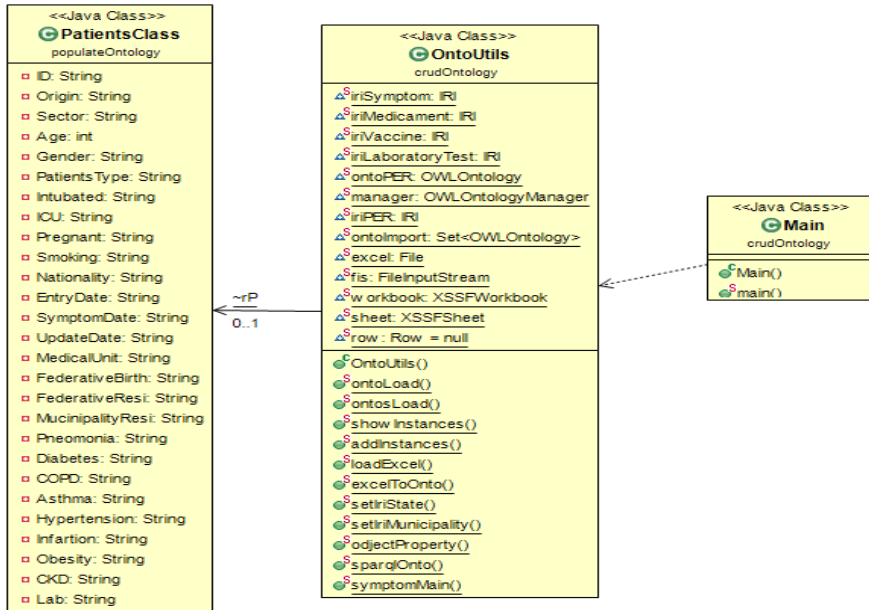 <<Java Class>>
PatientsClass
populateOntology
ID: String
Origin: String
Sector: String
Age: int
Gender: String
PatientsType: String
Intubated: String
ICU: String
Pregnant: String
Smoking: String
Nationality: String
EntryDate: String
SymptomDate: String
UpdateDate: String
MedicalUnit: String
FederativeBirth: String
FederativeResi: String
MucinipalityResi: String
Pneomonia: String
Diabetes: String
COPD: String
Asthma: String
Hypertension: String
Infartion: String
Obesity: String
CKD: String
Lab: String
~rP
0..1
<<Java Class>>
OntoUtils
crudOntology
iriSymptom: IRI
iriMedicament: IRI
iriVaccine: IRI
iriLaboratoryTest: IRI
ontoPER: OWLOntology
manager: OWLOntologyManager
iriPER: IRI
ontoImport: Set<OWLOntology>
excel: File
fis: FileInputStream
workbook: XSSFWorkbook
sheet: XSSFSheet
row: Row = null
OntoUtils()
ontoLoad()
ontosLoad()
showInstances()
addInstances()
loadExcel()
excelToOnto()
setIriState()
setIriMunicipality()
odjectProperty()
sparqlOnto()
symptomMain()
<<Java Class>>
Main
crudOntology
Main()
main()